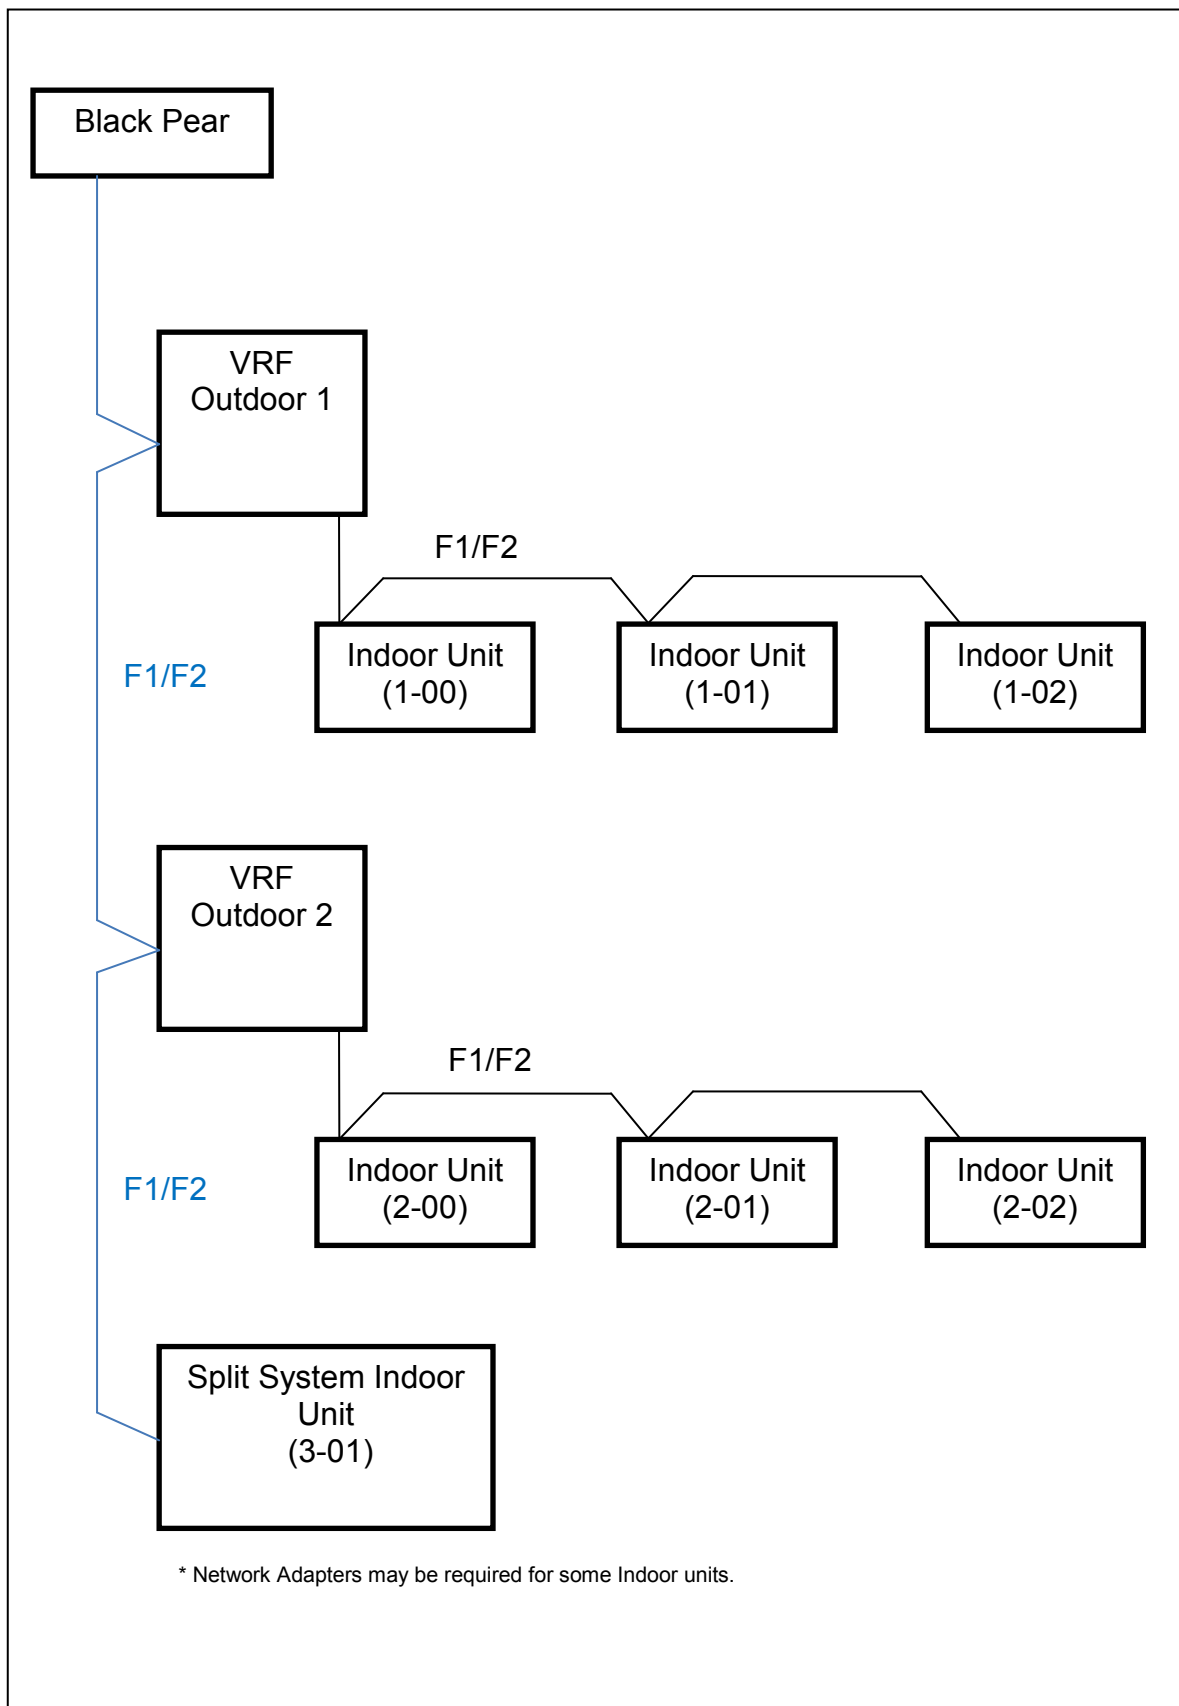 Black Pear
VRF
Outdoor 1
F1/F2
Indoor Unit
(1-00)
Indoor Unit
(1-01)
Indoor Unit
(1-02)
F1/F2
VRF
Outdoor 2
F1/F2
Indoor Unit
(2-00)
Indoor Unit
(2-01)
Indoor Unit
(2-02)
F1/F2
Split System Indoor
Unit
(3-01)
* Network Adapters may be required for some Indoor units.